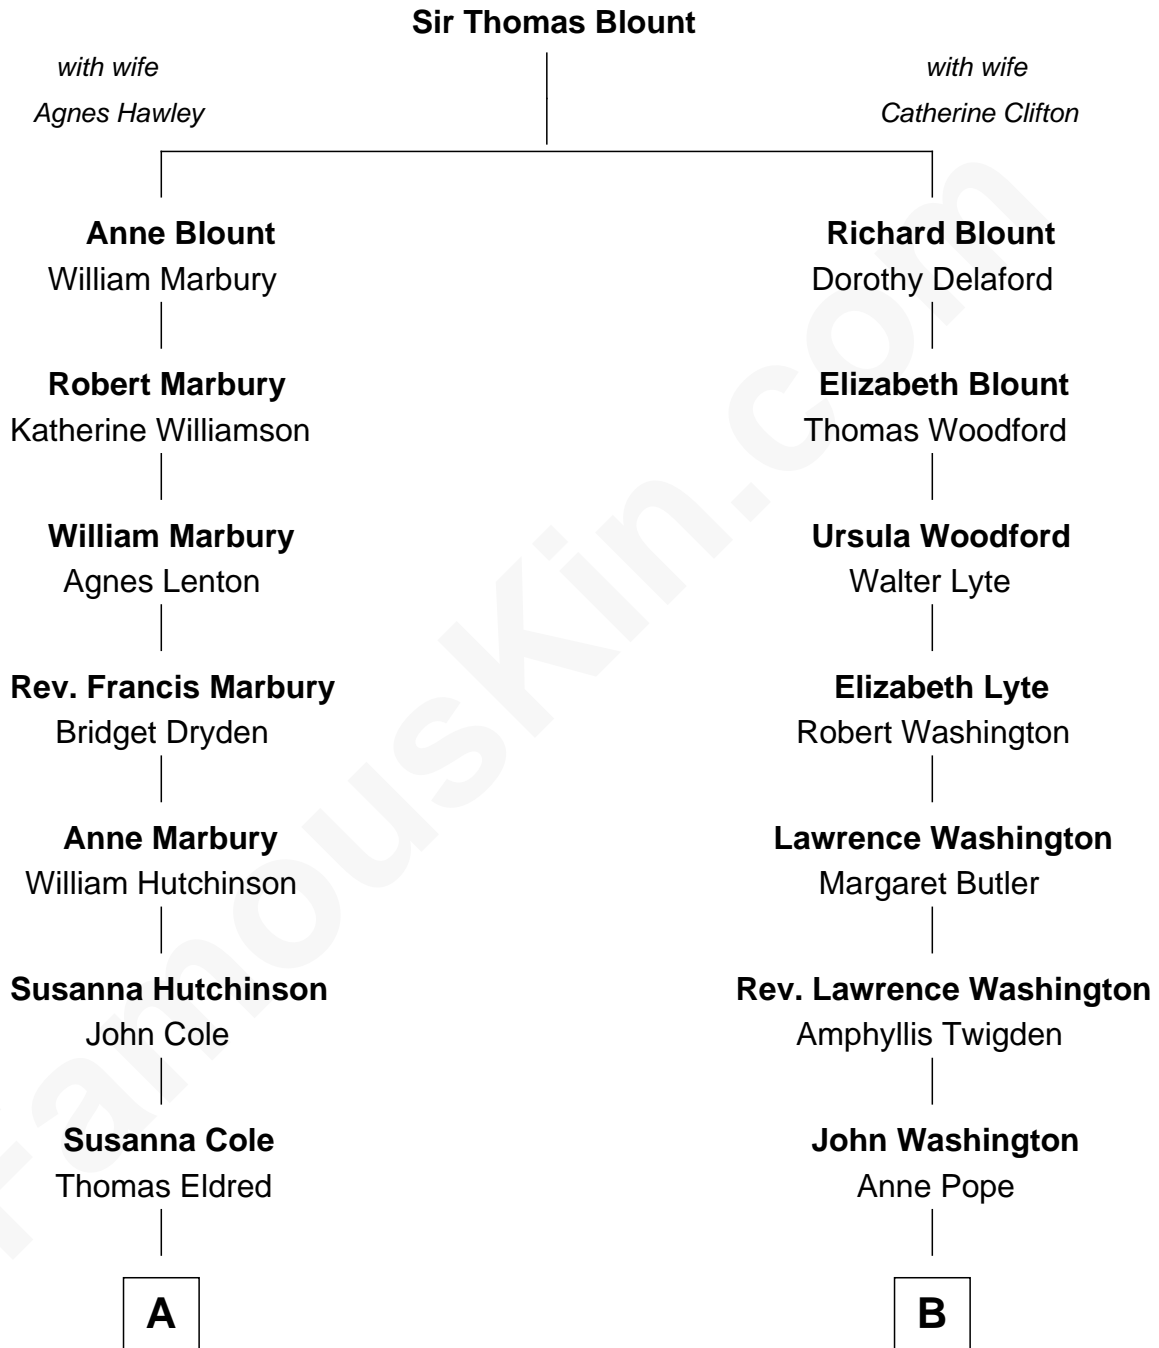 Sir Thomas Blount
with wife
Agnes Hawley
with wife
Catherine Clifton
Anne Blount
William Marbury
Richard Blount
Dorothy Delaford
Robert Marbury
Katherine Williamson
Elizabeth Blount
Thomas Woodford
William Marbury
Agnes Lenton
Ursula Woodford
Walter Lyte
Rev. Francis Marbury
Bridget Dryden
Elizabeth Lyte
Robert Washington
Anne Marbury
William Hutchinson
Lawrence Washington
Margaret Butler
Susanna Hutchinson
John Cole
Rev. Lawrence Washington
Amphyllis Twigden
Susanna Cole
Thomas Eldred
John Washington
Anne Pope
A
B
FamousKin.com